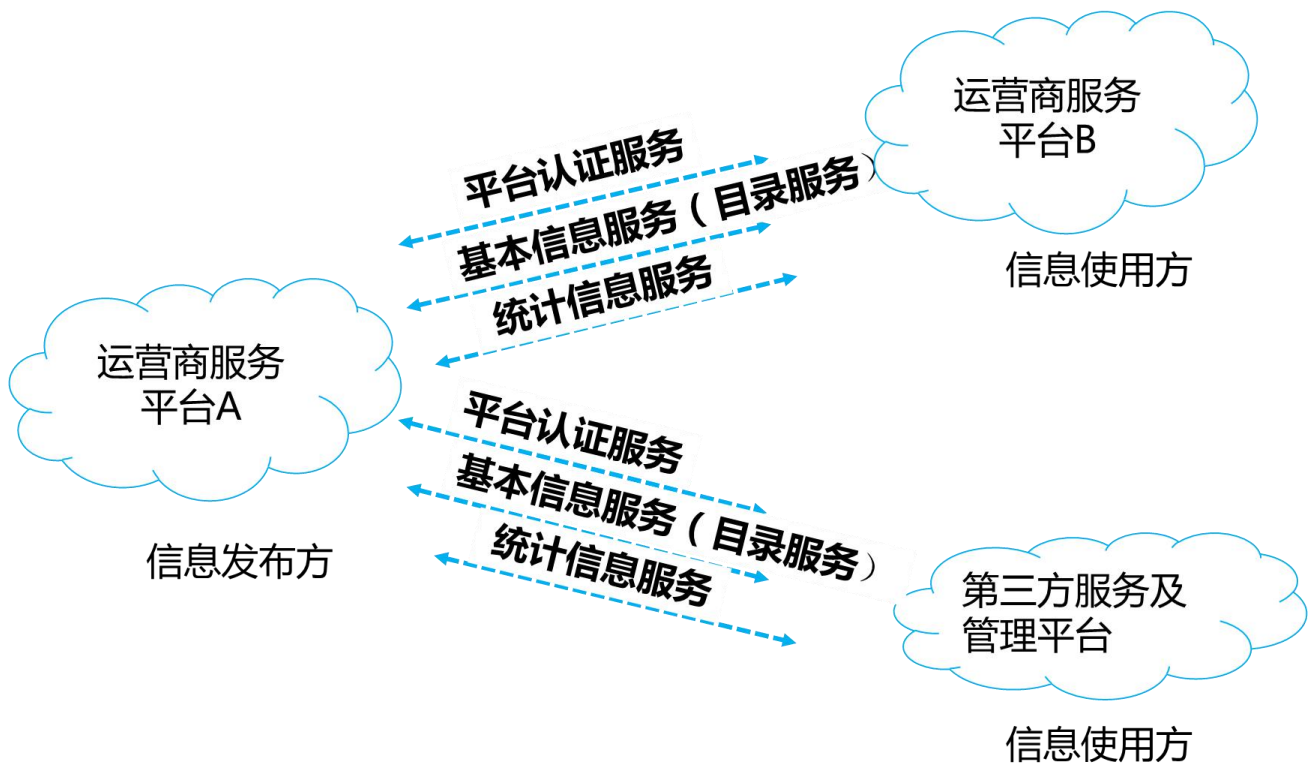 运营商服务
平台B
信息使用方
平台认证服务
基本信息服务（目录服务）
统计信息服务
运营商服务
平台A
信息发布方
平台认证服务
基本信息服务（目录服务）
统计信息服务
第三方服务及
管理平台
信息使用方